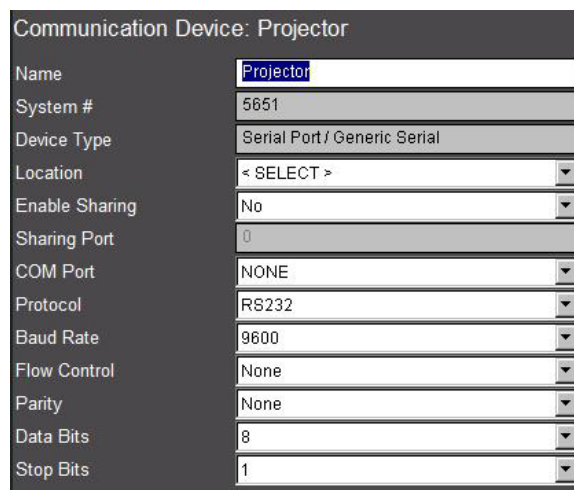 Communication Device: Projector
Name Projector
System # 5651
Device Type Serial Port / Generic Serial
Location < SELECT >
Enable Sharing No
Sharing Port 0
COM Port NONE
Protocol RS232
Baud Rate 9600
Flow Control None
Parity None
Data Bits 8
Stop Bits 1